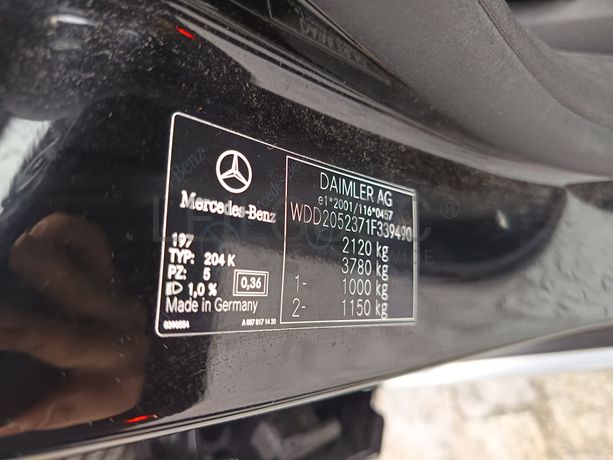 Mercedes-Benz
197
TYP: 204 K
PZ: 5
1,0 %
0,36
Made in Germany
0390554
A 007 817 14 20
DAIMLER AG
e1*2001/116*0457
WDD2052371F339490
2120 kg
3780 kg
1- 1000 kg
2- 1150 kg